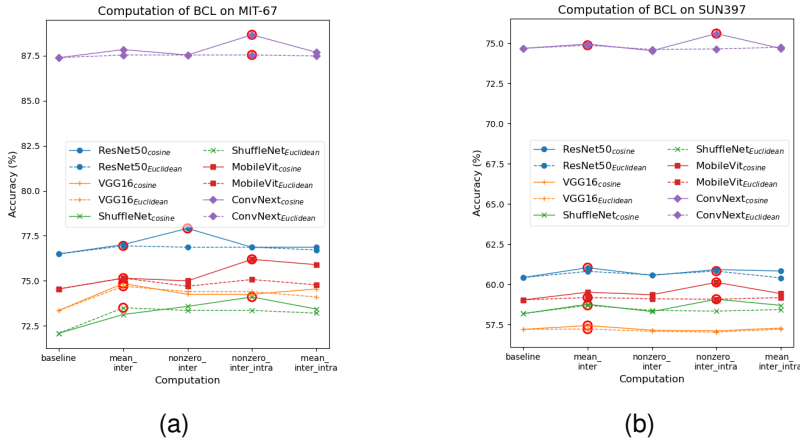 Computation of BCL on MIT-67
Accuracy (%)
87.5
85.0
82.5
80.0
77.5
75.0
72.5
ResNet50cosine
ResNet50Euclidean
VGG16cosine
VGG16Euclidean
ShuffleNetcosine
ShuffleNetEuclidean
MobileVitcosine
MobileVitEuclidean
ConvNextcosine
ConvNextEuclidean
baseline
mean_
inter
nonzero_
inter
nonzero_
inter_intra
mean_
inter_intra
Computation
(a)
Computation of BCL on SUN397
Accuracy (%)
75.0
72.5
70.0
67.5
65.0
62.5
60.0
57.5
ResNet50cosine
ResNet50Euclidean
VGG16cosine
VGG16Euclidean
ShuffleNetcosine
ShuffleNetEuclidean
MobileVitcosine
MobileVitEuclidean
ConvNextcosine
ConvNextEuclidean
baseline
mean_
inter
nonzero_
inter
nonzero_
inter_intra
mean_
inter_intra
Computation
(b)